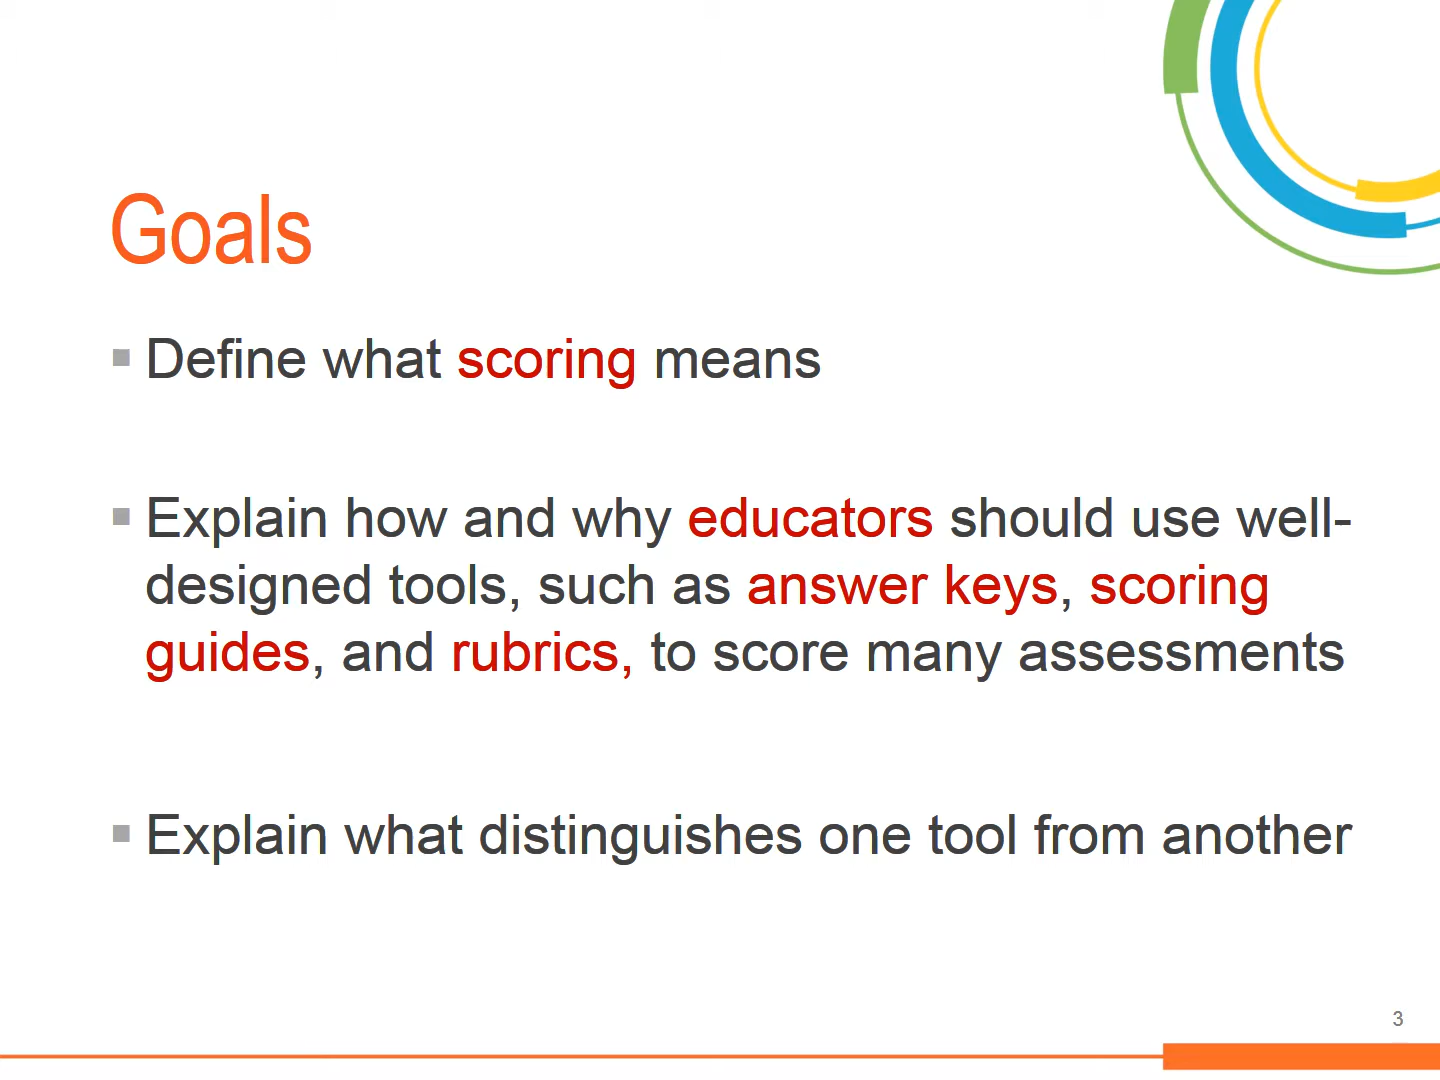 Goals
Define what scoring means
Explain how and why educators should use well-
designed tools, such as answer keys, scoring
guides, and rubrics, to score many assessments
Explain what distinguishes one tool from another
3